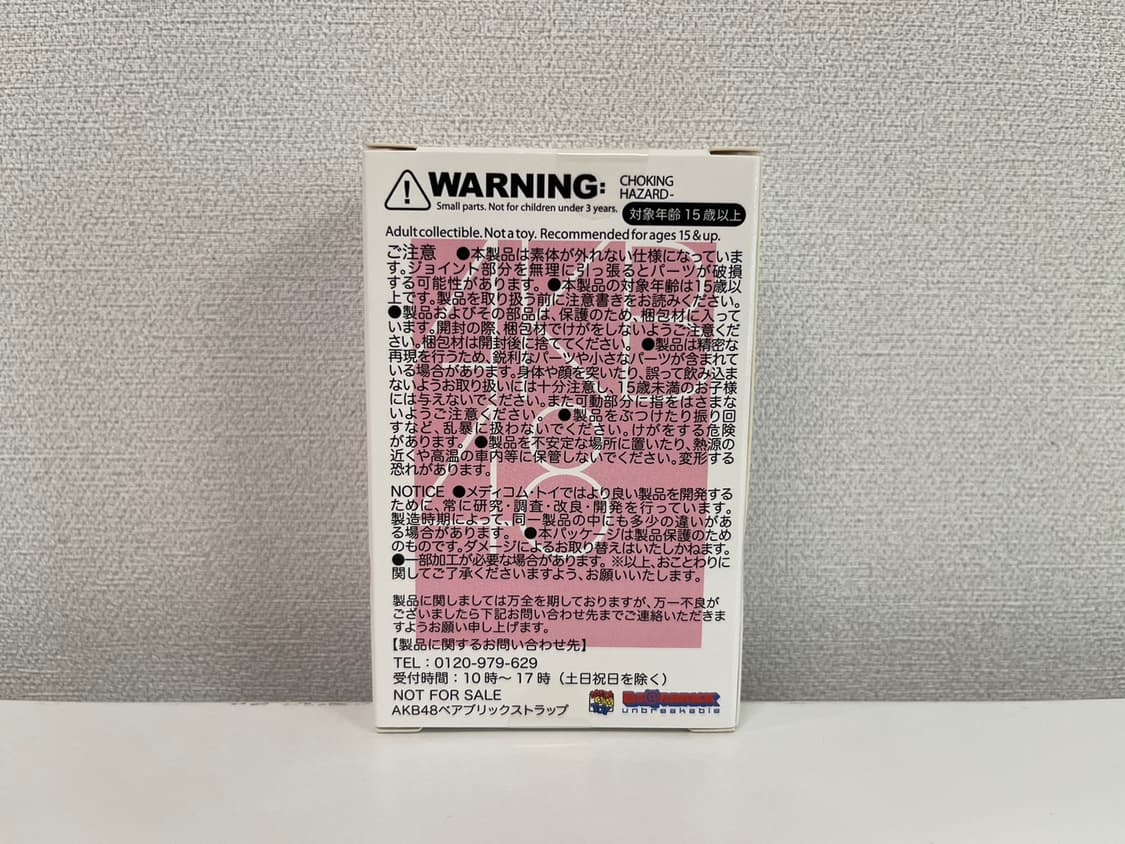 WARNING: CHOKING
HAZARD-
Small parts. Not for children under 3 years.
対象年齢 15 歳以上
Adult collectible. Not a toy. Recommended for ages 15 & up.
AKB
48
ご注意 ●本製品は素体が外れない仕様になっていま
す。ジョイント部分を無理に引っ張るとパーツが破損
する可能性があります。●本製品の対象年齢は15歳以
上です。製品を取り扱う前に注意書きをお読みください。
●製品およびその部品は、保護のため、梱包材に入って
います。開封の際、梱包材でけがをしないようご注意くだ
さい。梱包材は開封後に捨ててください。 ●製品は精密な
再現を行うため、鋭利なパーツや小さなパーツが含まれて
いる場合があります。身体や顔を突いたり、誤って飲み込ま
ないようお取り扱いには十分注意し、15歳未満のお子様
には与えないでください。また可動部分に指をはさまな
いようご注意ください。 ●製品をぶつけたり振り回
すなど、乱暴に扱わないでください。けがをする危険
があります。 ●製品を不安定な場所に置いたり、熱源の
近くや高温の車内等に保管しないでください。変形する
恐れがあります。
NOTICE ●メディコム・トイではより良い製品を開発する
ために、常に研究・調査・改良・開発を行っています。
製造時期によって、同一製品の中にも多少の違いがあ
る場合があります。 ●本パッケージは製品保護のため
のものです。ダメージによるお取り替えはいたしかねます。
●一部加工が必要な場合があります。 ※以上、おことわりに
関してご了承くださいますよう、お願いいたします。
製品に関しましては万全を期しておりますが、万一不良が
ございましたら下記お問い合わせ先までご連絡いただきま
すようお願い申し上げます。
【製品に関するお問い合わせ先】
TEL：0120-979-629
受付時間：10時〜17時（土日祝日を除く）
NOT FOR SALE
AKB48ベアブリックストラップ
BE@RBRICK
unbreakable